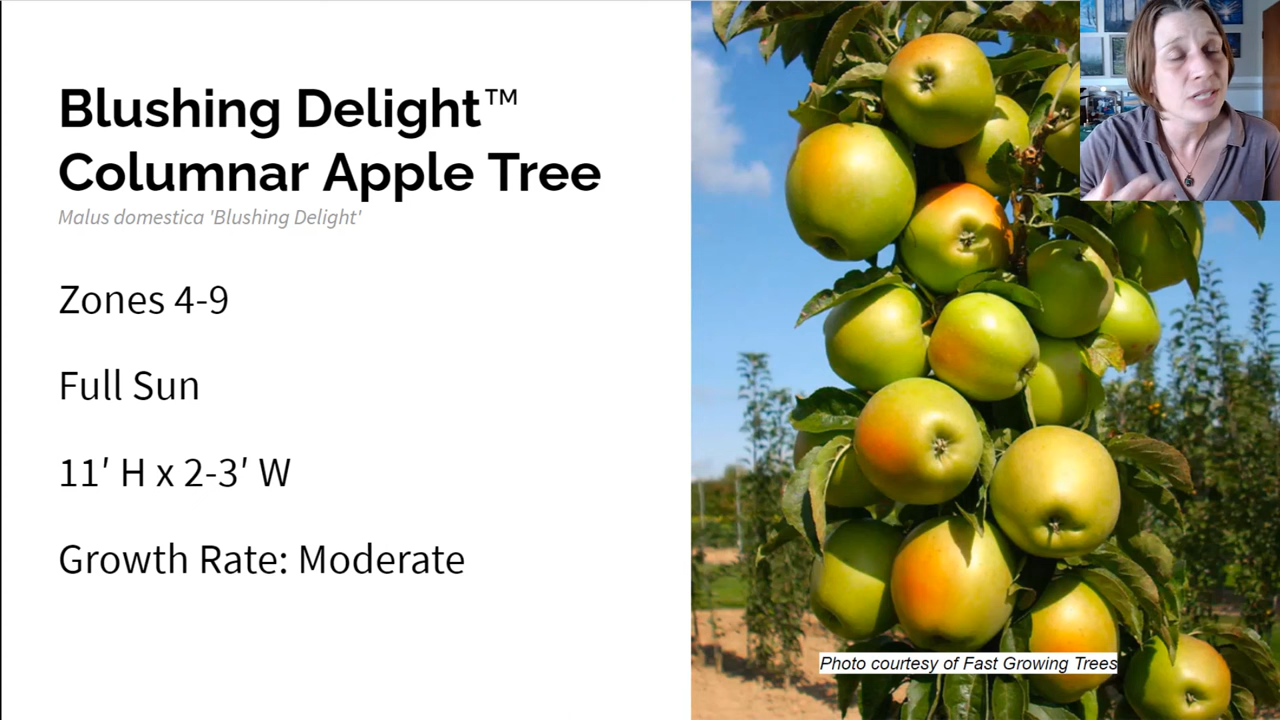 Blushing Delight™
Columnar Apple Tree
Malus domestica 'Blushing Delight'
Zones 4-9
Full Sun
11′ H x 2-3′ W
Growth Rate: Moderate
Photo courtesy of Fast Growing Trees